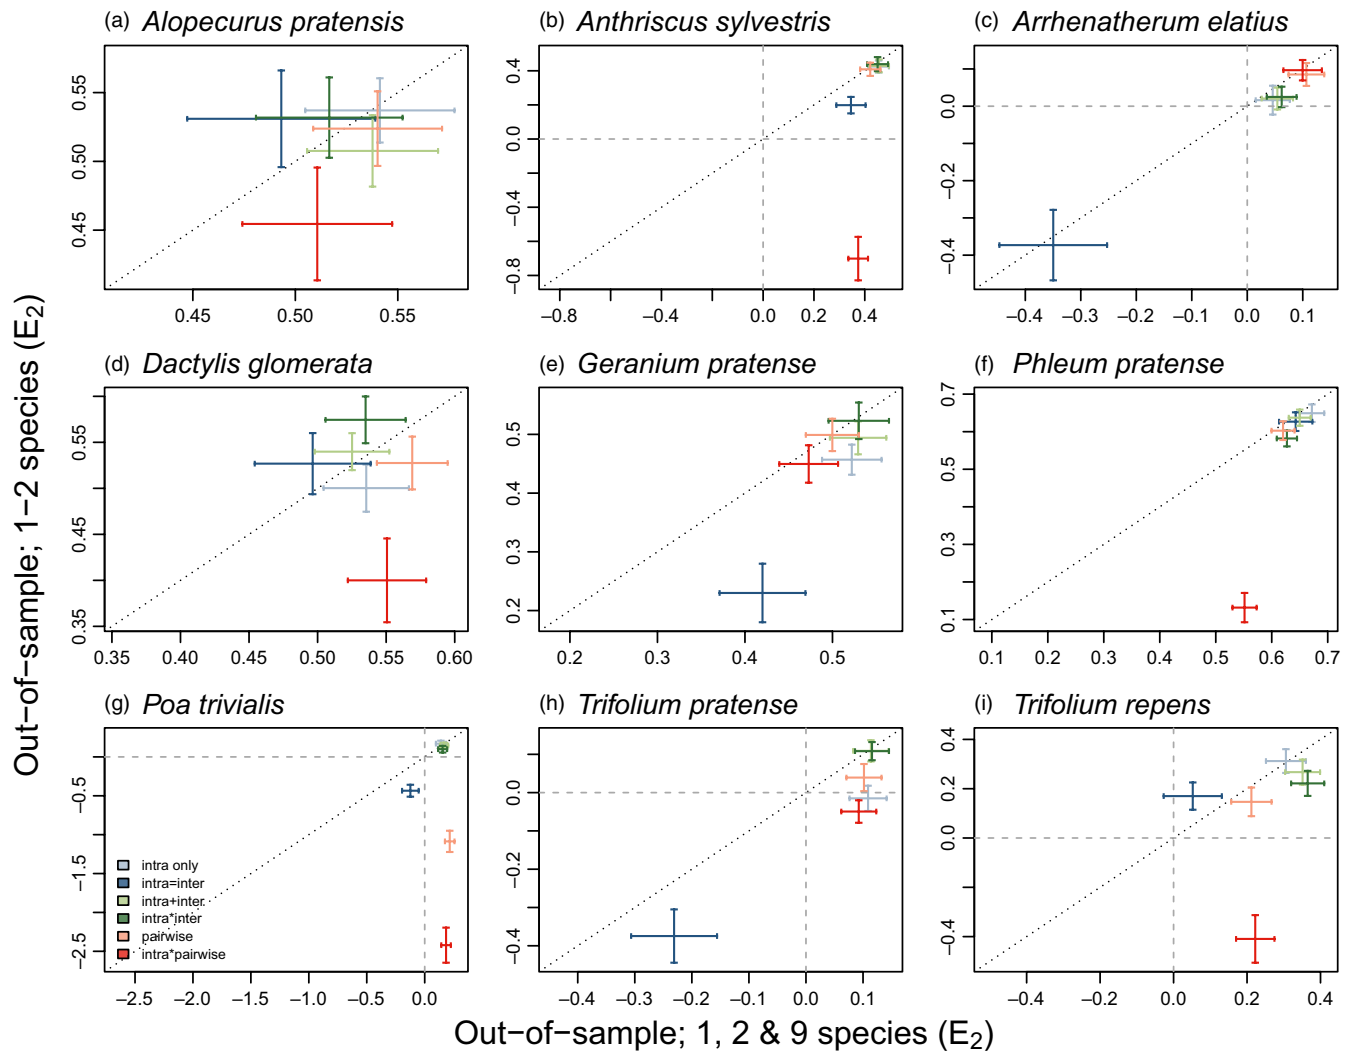 (a) Alopecurus pratensis
(b) Anthriscus sylvestris
(c) Arrhenatherum elatius
0.45 0.50 0.55
0.45 0.50 0.55
−0.8 −0.4 0.0 0.4
−0.8 −0.4 0.0 0.2 0.4
−0.4 −0.2 0.0
−0.4 −0.3 −0.2 −0.1 0.0 0.1
(d) Dactylis glomerata
(e) Geranium pratense
(f) Phleum pratense
0.35 0.45 0.55
0.35 0.40 0.45 0.50 0.55 0.60
0.2 0.3 0.4 0.5
0.2 0.3 0.4 0.5
0.1 0.3 0.5 0.7
0.1 0.2 0.3 0.4 0.5 0.6 0.7
(g) Poa trivialis
(h) Trifolium pratense
(i) Trifolium repens
−2.5 −1.5 −0.5
−2.5 −2.0 −1.5 −1.0 −0.5 0.0
intra only
intra=inter
intra+inter
intra*inter
pairwise
intra*pairwise
−0.4 −0.2 0.0
−0.4 −0.3 −0.2 −0.1 0.0 0.1
−0.4 0.0 0.2 0.4
−0.4 −0.2 0.0 0.2 0.4
Out−of−sample; 1−2 species (E2)
Out−of−sample; 1, 2 & 9 species (E2)